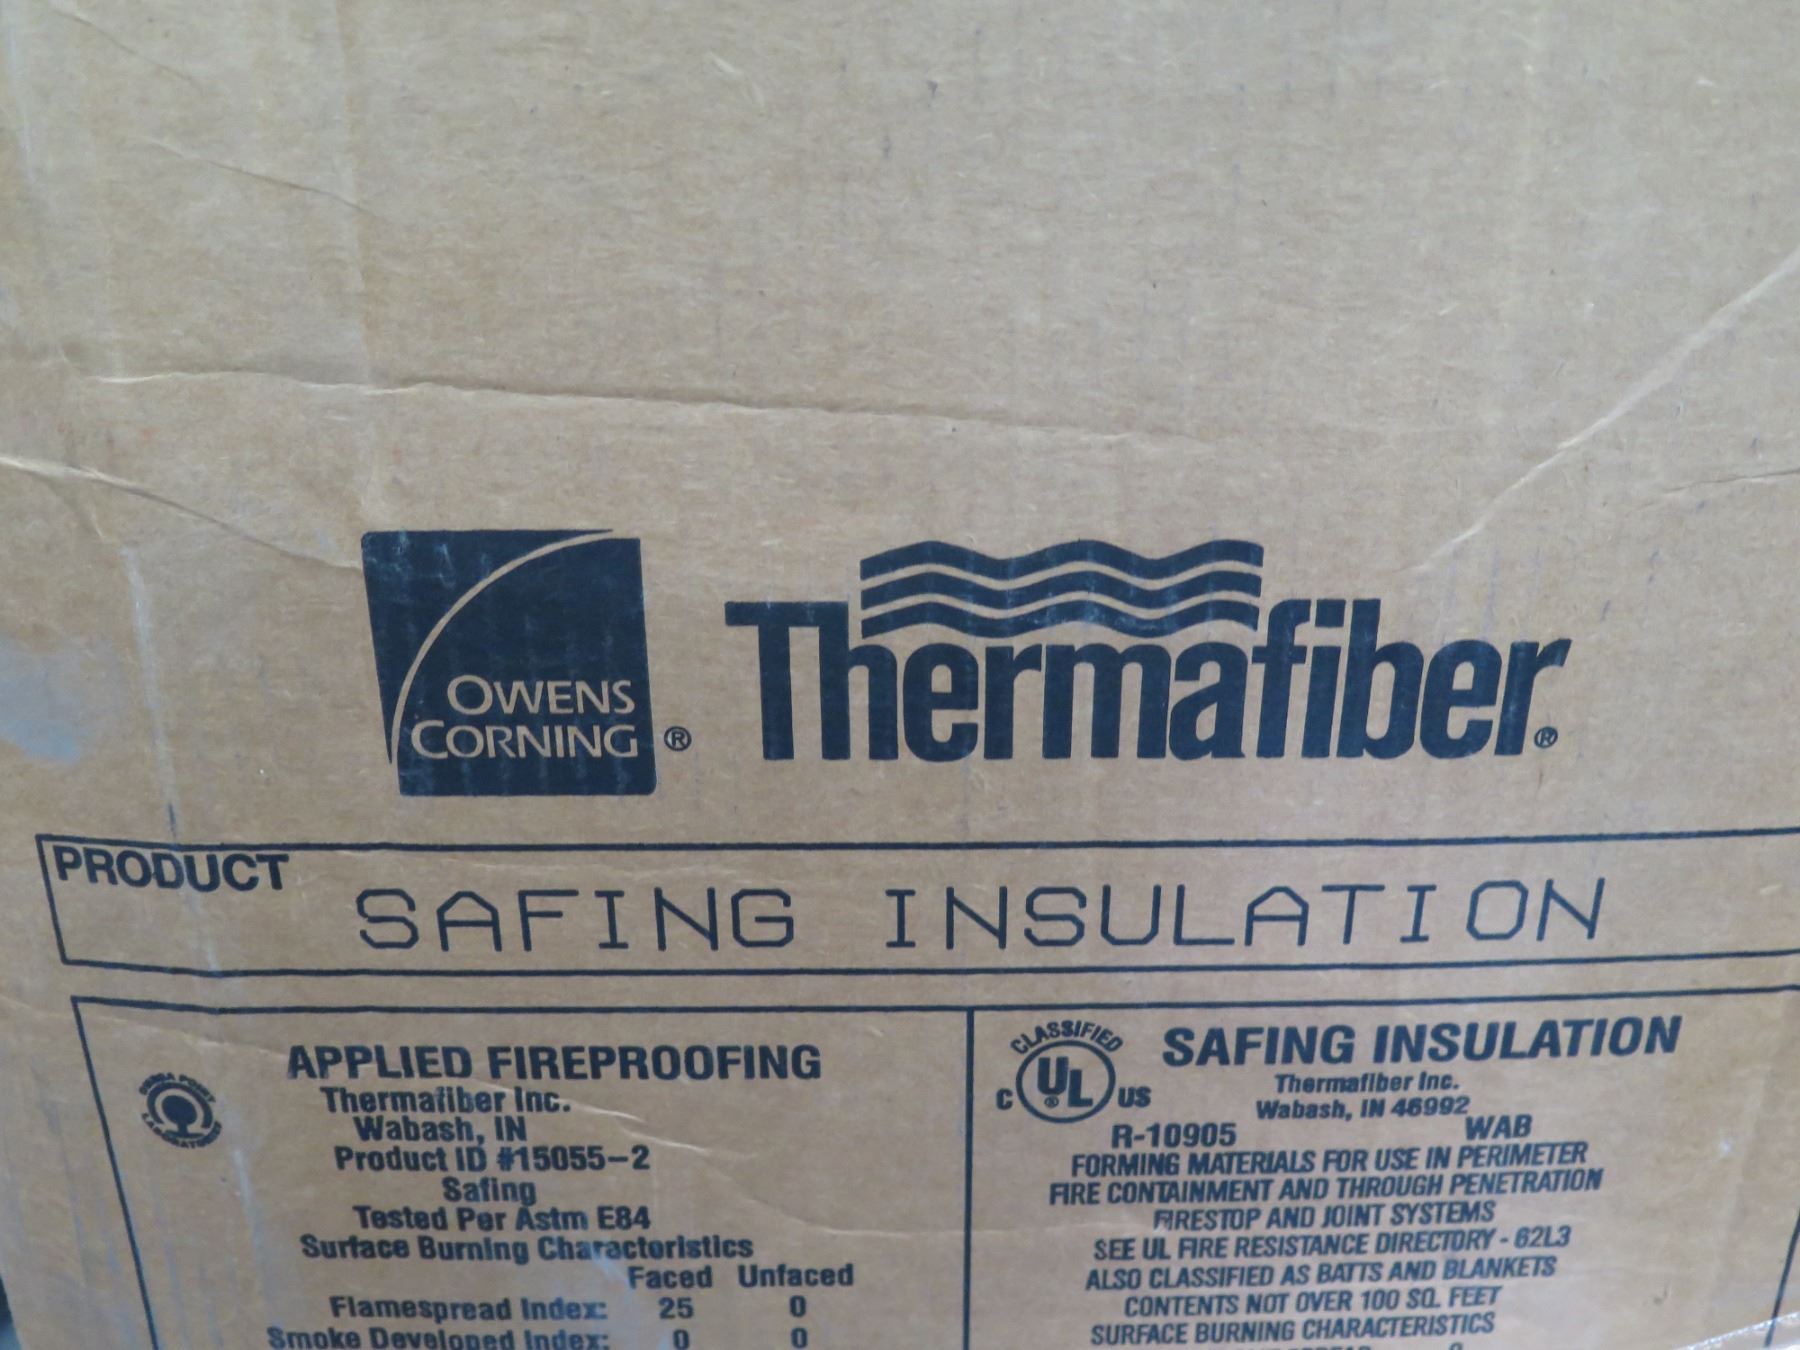 OWENS
CORNING ®
Thermafiber®
PRODUCT
SAFING INSULATION
APPLIED FIREPROOFING
Thermafiber Inc.
Wabash, IN
Product ID #15055-2
Safing
Tested Per Astm E84
Surface Burning Characteristics
Faced Unfaced
Flamespread Index: 25 0
Smoke Developed Index: 0 0
CLASSIFIED
C UL ® US
SAFING INSULATION
Thermafiber Inc.
Wabash, IN 46992
R-10905 WAB
FORMING MATERIALS FOR USE IN PERIMETER
FIRE CONTAINMENT AND THROUGH PENETRATION
FIRESTOP AND JOINT SYSTEMS
SEE UL FIRE RESISTANCE DIRECTORY - 62L3
ALSO CLASSIFIED AS BATTS AND BLANKETS
CONTENTS NOT OVER 100 SQ. FEET
SURFACE BURNING CHARACTERISTICS